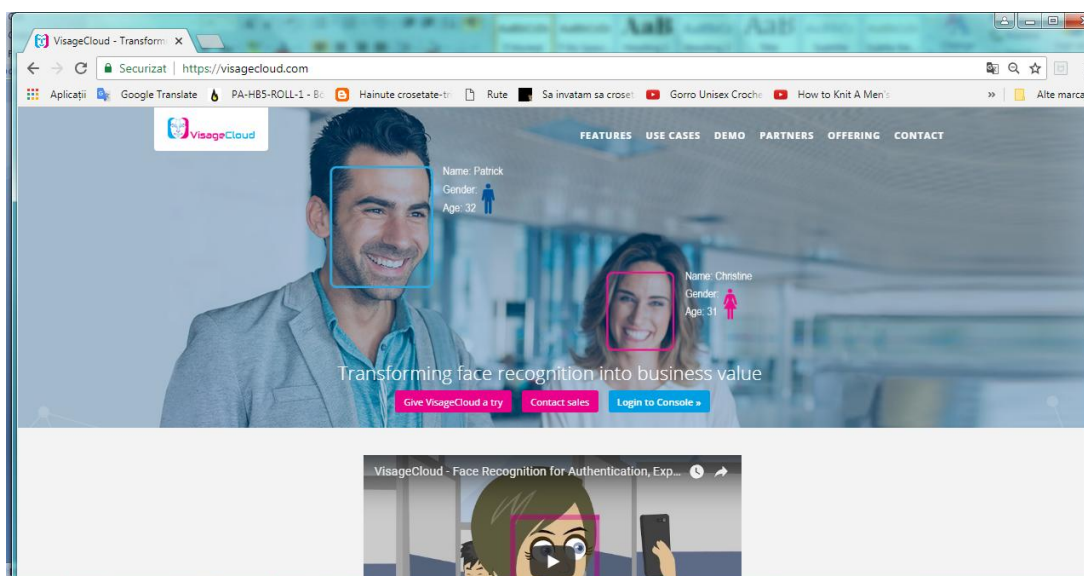 VisageCloud - Transform
Securizat | https://visagecloud.com
Aplicații Google Translate PA-HB5-ROLL-1 - Bo Hainute crosetate-tri Rute Sa invatam sa croset Gorro Unisex Croche How to Knit A Men's » Alte marca
VisageCloud
FEATURES USE CASES DEMO PARTNERS OFFERING CONTACT
Name: Patrick
Gender:
Age: 32
Name: Christine
Gender:
Age: 31
Transforming face recognition into business value
Give VisageCloud a try Contact sales Login to Console »
VisageCloud - Face Recognition for Authentication, Exp...